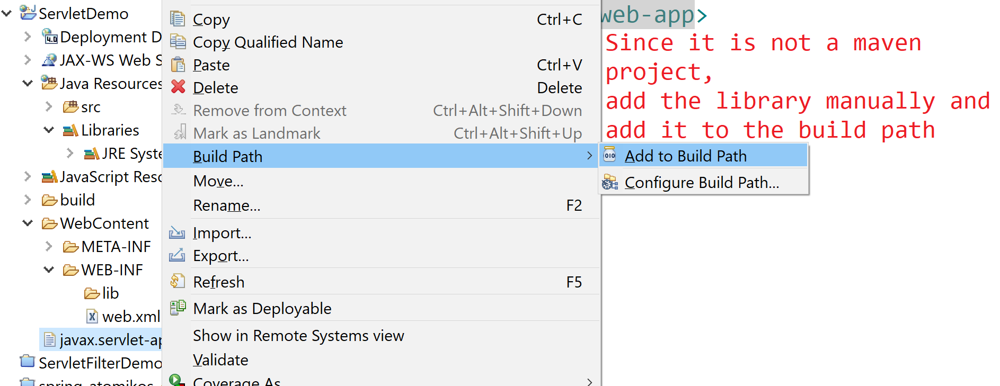 ServletDemo
Deployment D
JAX-WS Web S
Java Resources
src
Libraries
JRE Syste
JavaScript Reso
build
WebContent
META-INF
WEB-INF
lib
web.xml
javax.servlet-ap
ServletFilterDemo
spring-atomikos-
Copy Ctrl+C
Copy Qualified Name
Paste Ctrl+V
Delete Delete
Remove from Context Ctrl+Alt+Shift+Down
Mark as Landmark Ctrl+Alt+Shift+Up
Build Path
Move...
Rename... F2
Import...
Export...
Refresh F5
Mark as Deployable
Show in Remote Systems view
Validate
Coverage As
web-app>
Since it is not a maven
project,
add the library manually and
add it to the build path
Add to Build Path
Configure Build Path...